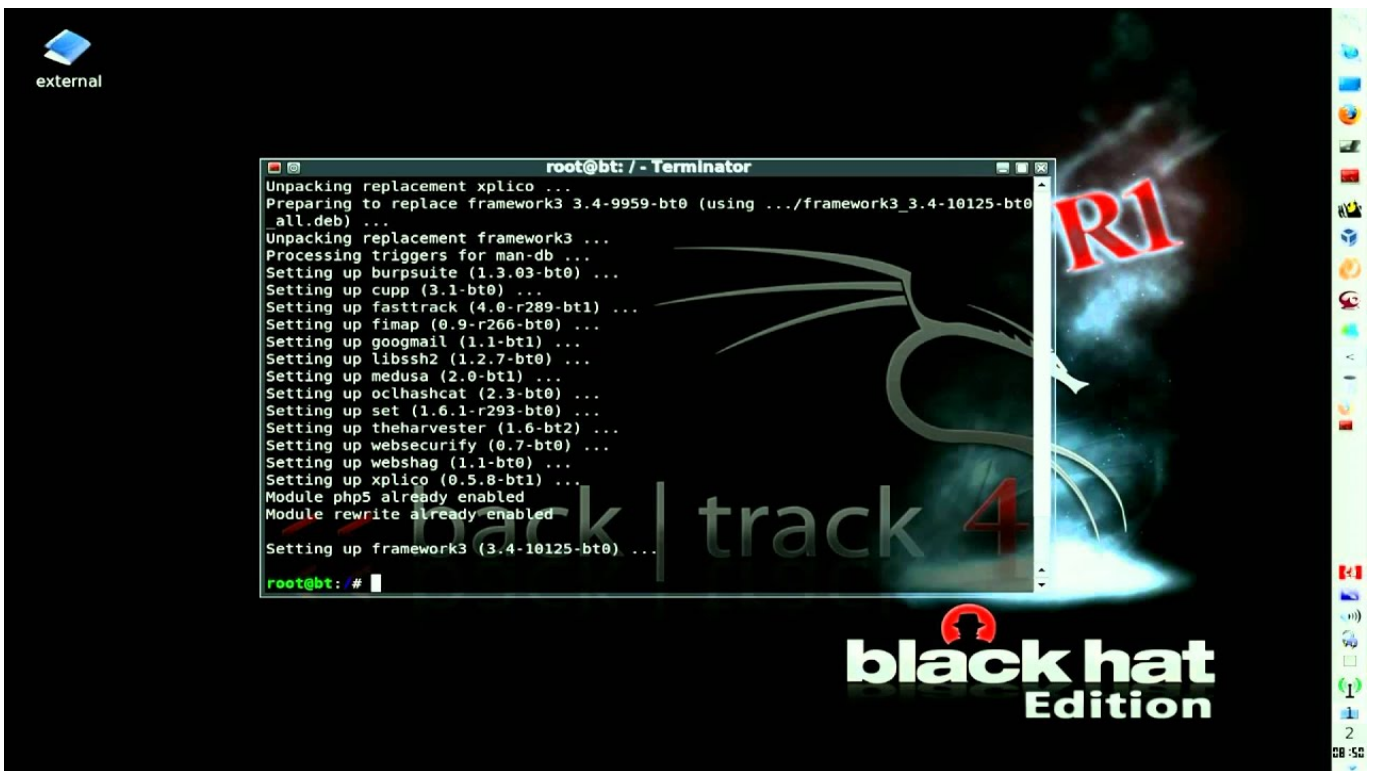 external
root@bt: / - Terminator
Unpacking replacement xplico ...
Preparing to replace framework3 3.4-9959-bt0 (using .../framework3_3.4-10125-bt0
_all.deb) ...
Unpacking replacement framework3 ...
Processing triggers for man-db ...
Setting up burpsuite (1.3.03-bt0) ...
Setting up cupp (3.1-bt0) ...
Setting up fasttrack (4.0-r289-bt1) ...
Setting up fimap (0.9-r266-bt0) ...
Setting up googmail (1.1-bt1) ...
Setting up libssh2 (1.2.7-bt0) ...
Setting up medusa (2.0-bt1) ...
Setting up oclhashcat (2.3-bt0) ...
Setting up set (1.6.1-r293-bt0) ...
Setting up theharvester (1.6-bt2) ...
Setting up websecurify (0.7-bt0) ...
Setting up webshag (1.1-bt0) ...
Setting up xplico (0.5.8-bt1) ...
Module php5 already enabled
Module rewrite already enabled
Setting up framework3 (3.4-10125-bt0) ...
root@bt:/#
R1
<< back | track 4
black hat
Edition
1
2
08:50